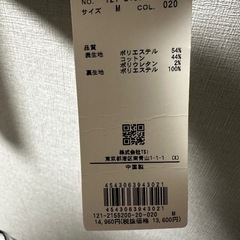 サイズ M COL. 020
品質
表生地 ポリエステル 54%
コットン 44%
ポリウレタン 2%
裏生地 ポリエステル 100%
株式会社TSI
東京都港区南青山1-1-1
中国製
4543063943021
4543063943021
121-2155200-20-020 M
14,960円(税抜価格 13,600円)